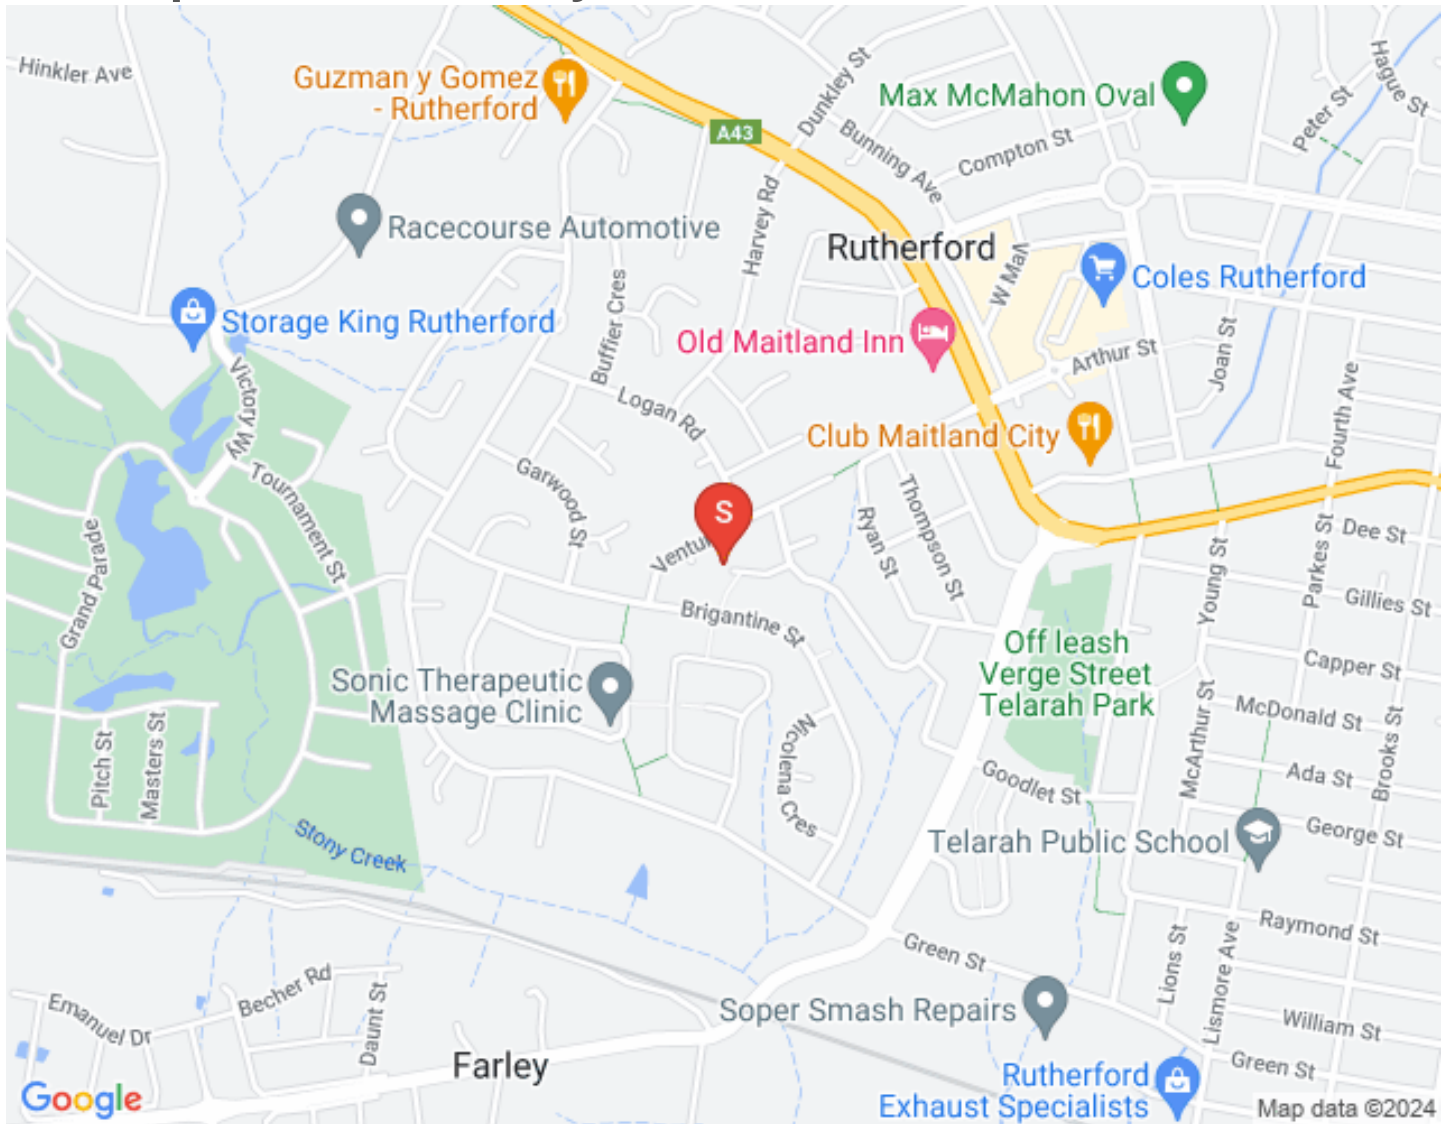 Hinkler Ave
Guzman y Gomez
- Rutherford
A43
Dunkley St
Bunning Ave
Max McMahon Oval
Compton St
Peter St
Hague St
Racecourse Automotive
Harvey Rd
Rutherford
W Mall
Coles Rutherford
Storage King Rutherford
Buffier Cres
Old Maitland Inn
Arthur St
Joan St
Victory Wy
Logan Rd
Club Maitland City
Fourth Ave
Tournament St
Garwood St
S
Thompson St
Ryan St
Dee St
Grand Parade
Brigantine St
Young St
Parkes St
Gillies St
Off leash
Verge Street
Telarah Park
Capper St
Sonic Therapeutic
Massage Clinic
McArthur St
McDonald St
Brooks St
Pitch St
Masters St
Nicolena Cres
Goodlet St
Ada St
Stony Creek
Telarah Public School
George St
Raymond St
Green St
Lions St
Lismore Ave
Becher Rd
Emanuel Dr
Daunt St
Soper Smash Repairs
William St
Farley
Green St
Rutherford
Exhaust Specialists
Google
Map data ©2024